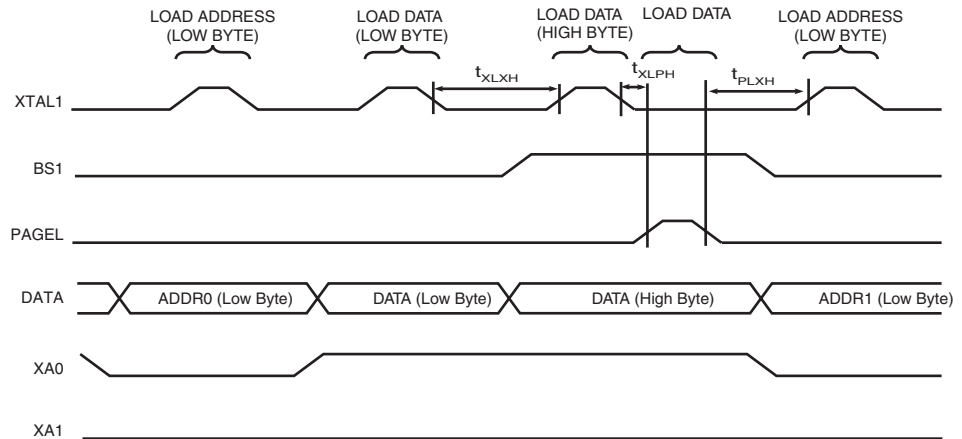 LOAD ADDRESS
(LOW BYTE)
LOAD DATA
(LOW BYTE)
LOAD DATA
(HIGH BYTE)
LOAD DATA
LOAD ADDRESS
(LOW BYTE)
tXLXH
tXLPH
tPLXH
XTAL1
BS1
PAGEL
DATA
ADDR0 (Low Byte)
DATA (Low Byte)
DATA (High Byte)
ADDR1 (Low Byte)
XA0
XA1